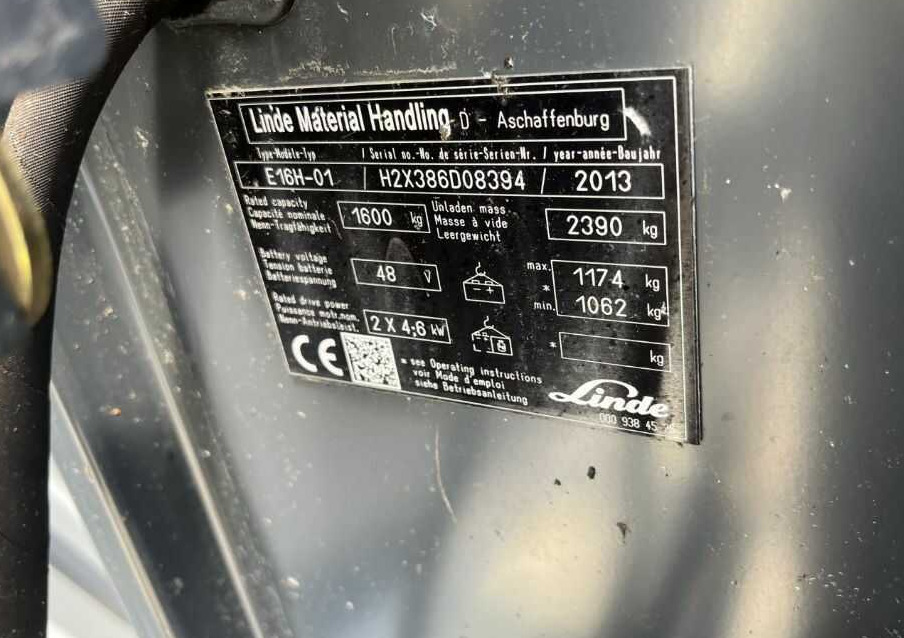 Linde Material Handling D - Aschaffenburg
Type-Modèle-Typ / Serial no.-No. de série-Serien-Nr. / year-année-Baujahr
E16H-01 / H2X386D08394 / 2013
Rated capacity
Capacité nominale
Nenn-Tragfähigkeit
1600 kg
Unladen mass
Masse à vide
Leergewicht
2390 kg
Battery voltage
Tension batterie
Batteriespannung
48 V
max. 1174 kg
*
min. 1062 kg
Rated drive power
Puissance motr.nom.
Nenn-Antriebsleist.
2 X 4,6 kW
* kg
CE
* see Operating instructions
voir Mode d'emploi
siehe Betriebsanleitung
Linde
000 938 45